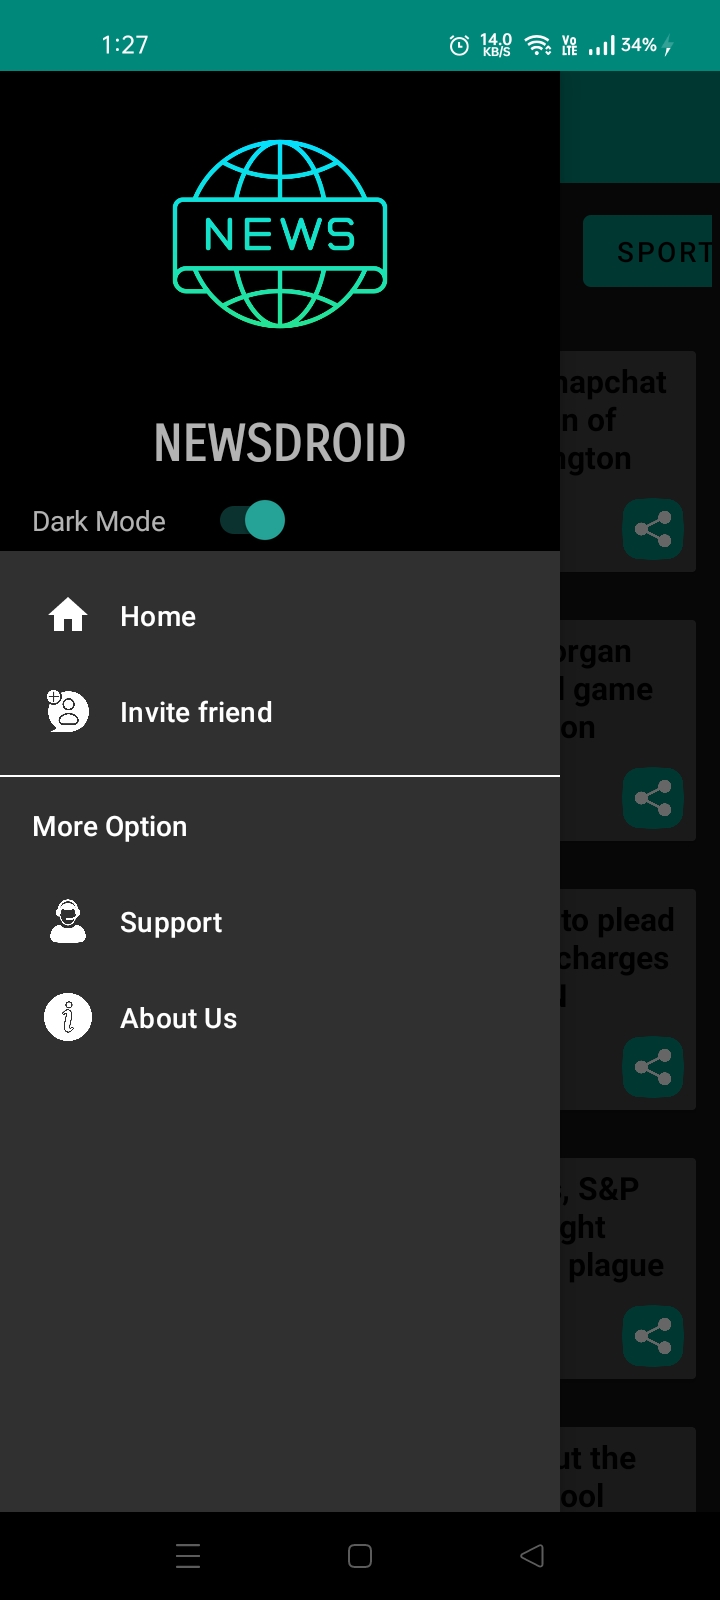 1:27
14.0
KB/S
Vo
LTE
34%
NEWS
NEWSDROID
Dark Mode
Home
Invite friend
More Option
Support
About Us
SPORT
napchat
n of
ngton
organ
game
on
to plead
charges
, S&P
ght
plague
ut the
ool